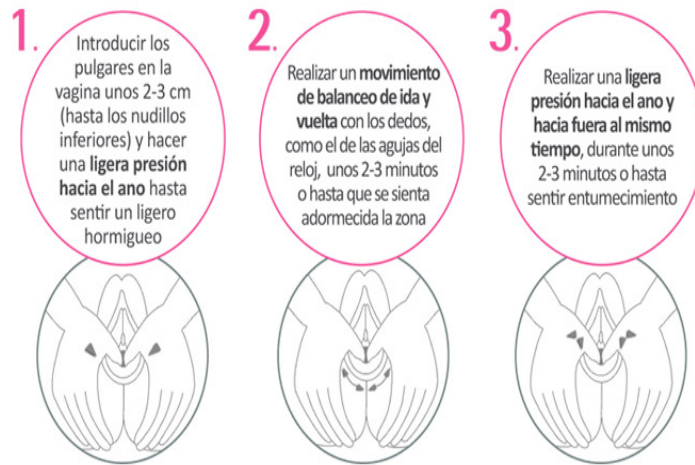 1.
Introducir los
pulgares en la
vagina unos 2-3 cm
(hasta los nudillos
inferiores) y hacer
una ligera presión
hacia el ano hasta
sentir un ligero
hormigueo
2.
Realizar un movimiento
de balanceo de ida y
vuelta con los dedos,
como el de las agujas del
reloj, unos 2-3 minutos
o hasta que se sienta
adormecida la zona
3.
Realizar una ligera
presión hacia el ano y
hacia fuera al mismo
tiempo, durante unos
2-3 minutos o hasta
sentir entumecimiento